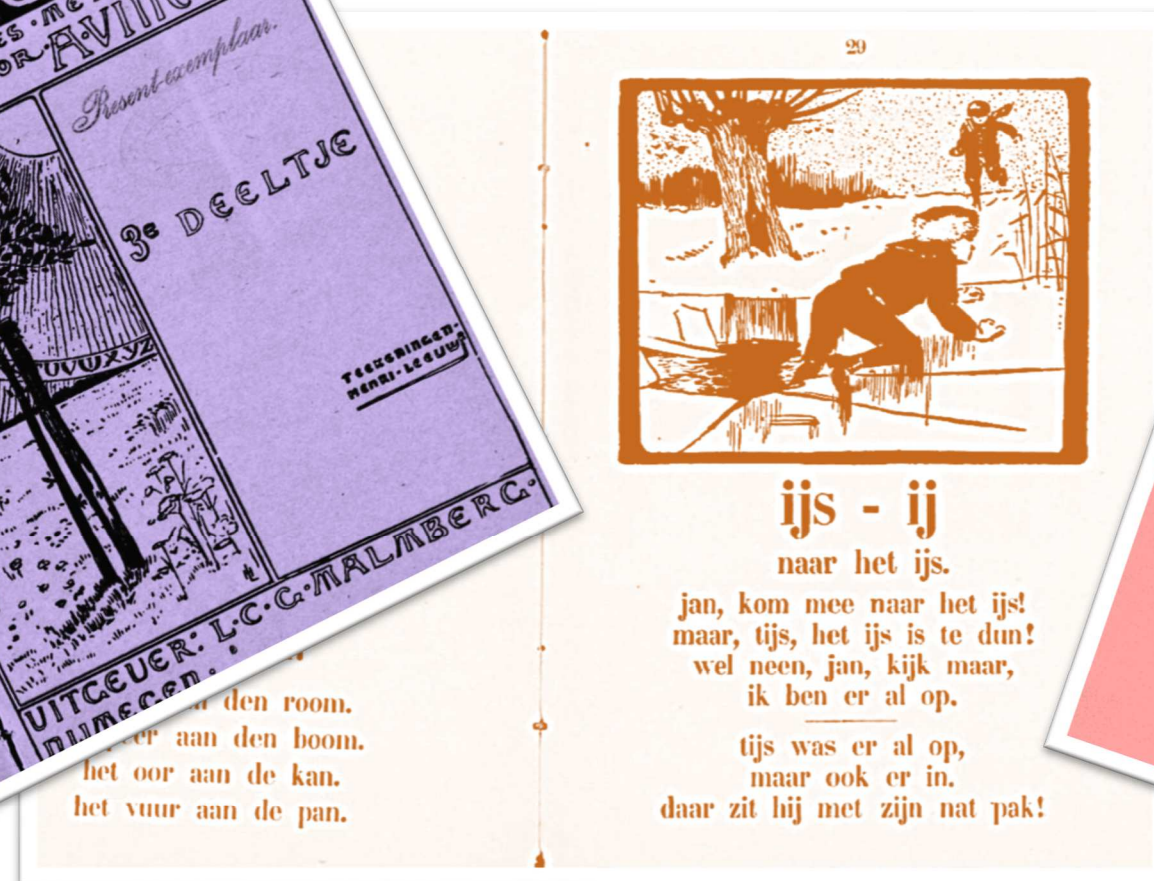 Present-exemplaar.
3e DEELTJE
TEEKENINGEN·
HENRI·LEEUW
UVWXYZ
UITGEVER: L·C·G·MALMBERG·
NIJMEGEN·
den room.
aan den boom.
het oor aan de kan.
het vuur aan de pan.
29
ijs - ij
naar het ijs.
jan, kom mee naar het ijs!
maar, tijs, het ijs is te dun!
wel neen, jan, kijk maar,
ik ben er al op.
tijs was er al op,
maar ook er in.
daar zit hij met zijn nat pak!